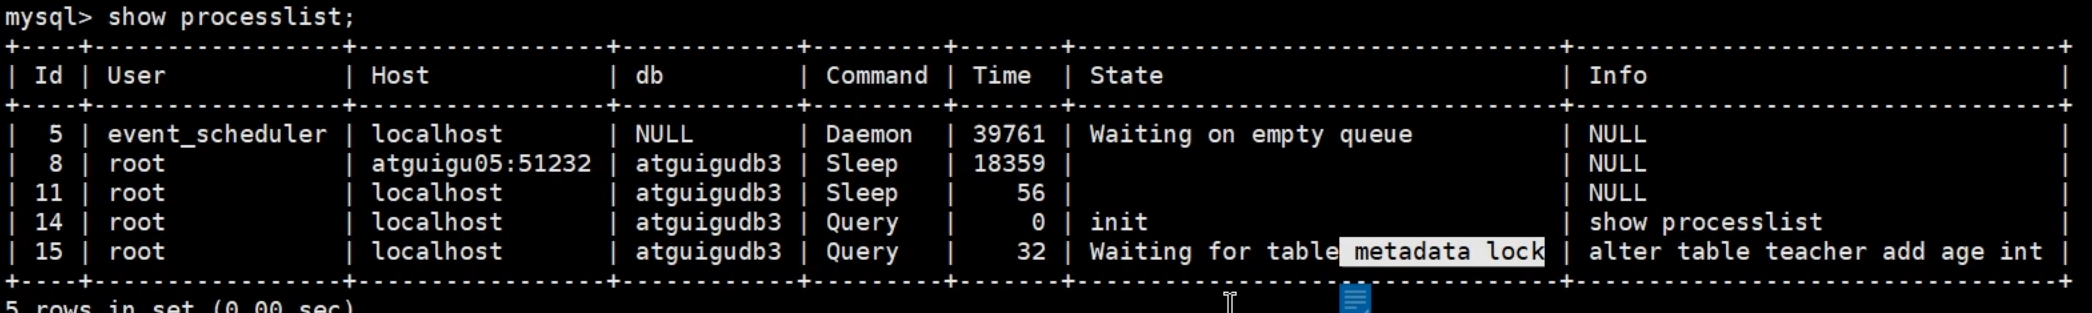 mysql> show processlist;
+----+-----------------+-----------------+------------+---------+-------+---------------------------------+--------------------------------+
| Id | User            | Host            | db         | Command | Time  | State                           | Info                           |
+----+-----------------+-----------------+------------+---------+-------+---------------------------------+--------------------------------+
|  5 | event_scheduler | localhost       | NULL       | Daemon  | 39761 | Waiting on empty queue          | NULL                           |
|  8 | root            | atguigu05:51232 | atguigudb3 | Sleep   | 18359 |                                 | NULL                           |
| 11 | root            | localhost       | atguigudb3 | Sleep   |    56 |                                 | NULL                           |
| 14 | root            | localhost       | atguigudb3 | Query   |     0 | init                            | show processlist               |
| 15 | root            | localhost       | atguigudb3 | Query   |    32 | Waiting for table metadata lock | alter table teacher add age int |
+----+-----------------+-----------------+------------+---------+-------+---------------------------------+--------------------------------+
5 rows in set (0.00 sec)